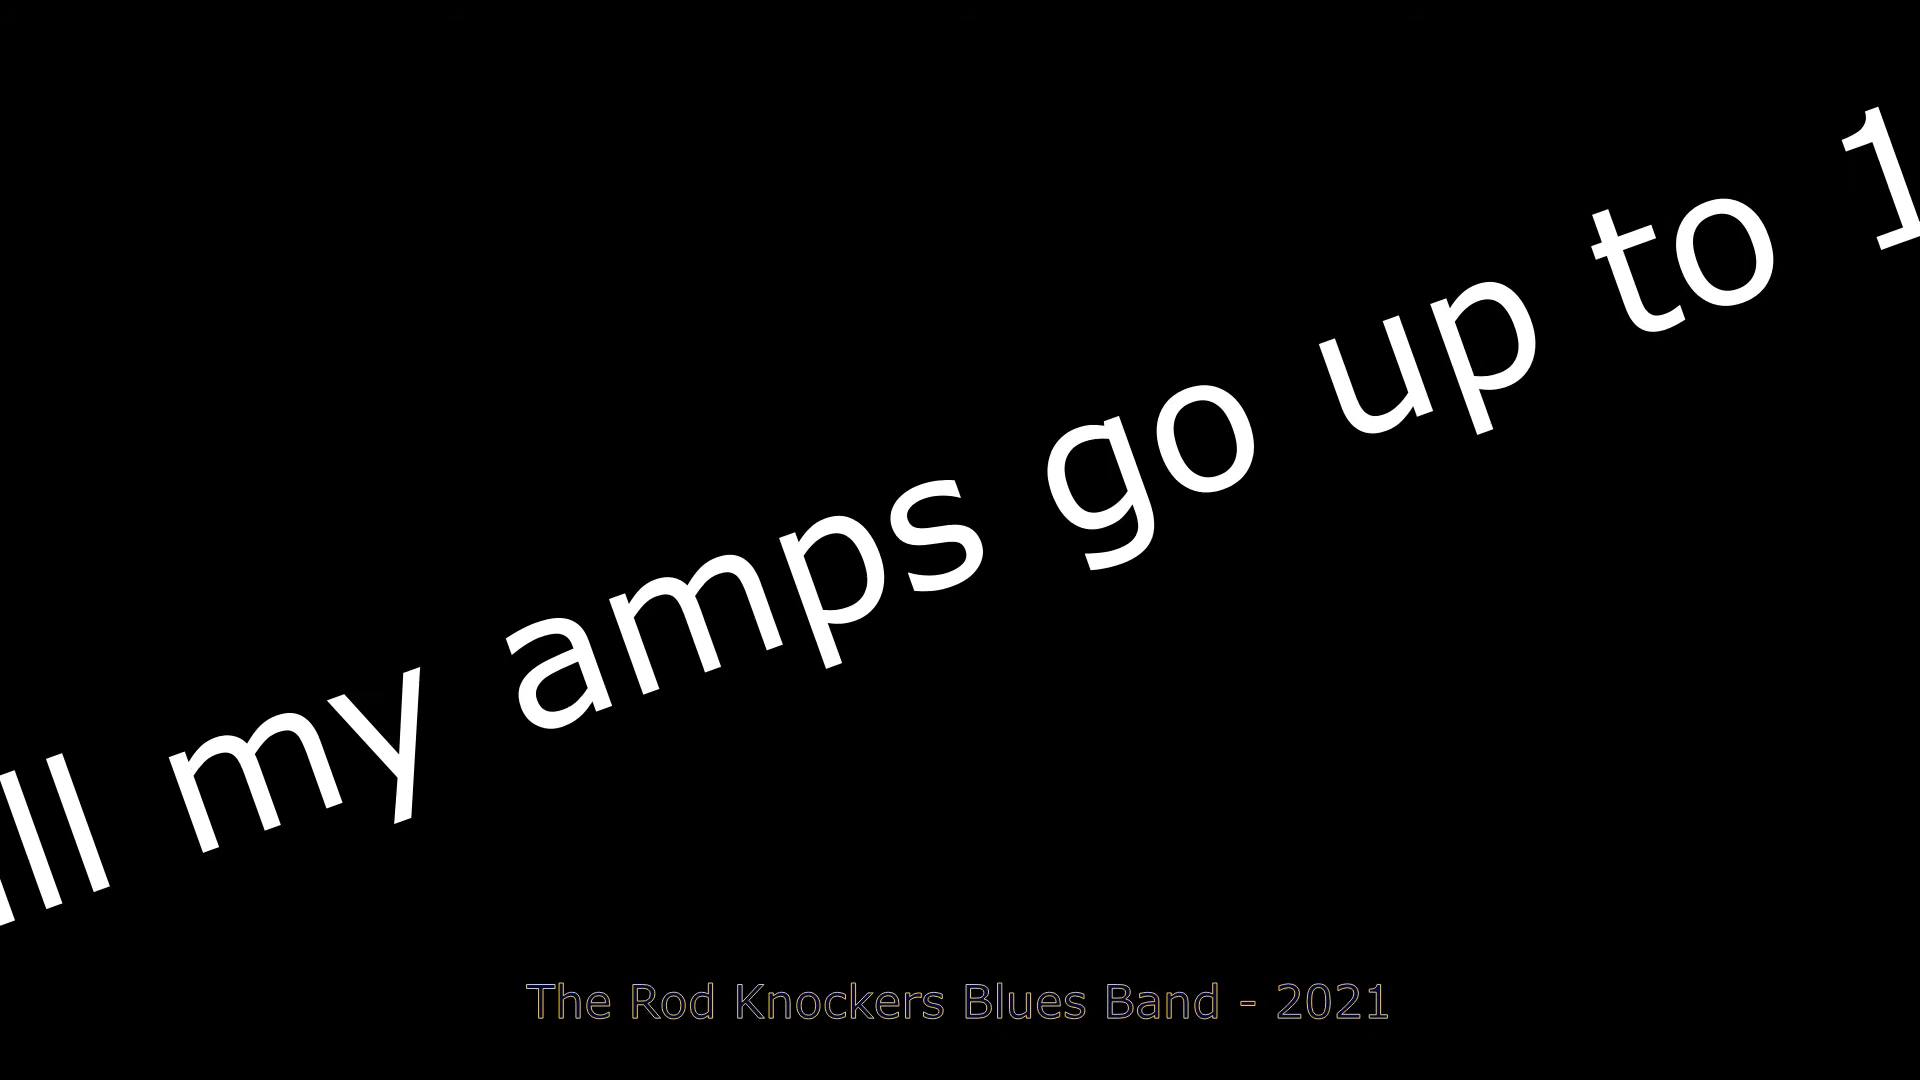 ll my amps go up to 1
The Rod Knockers Blues Band - 2021